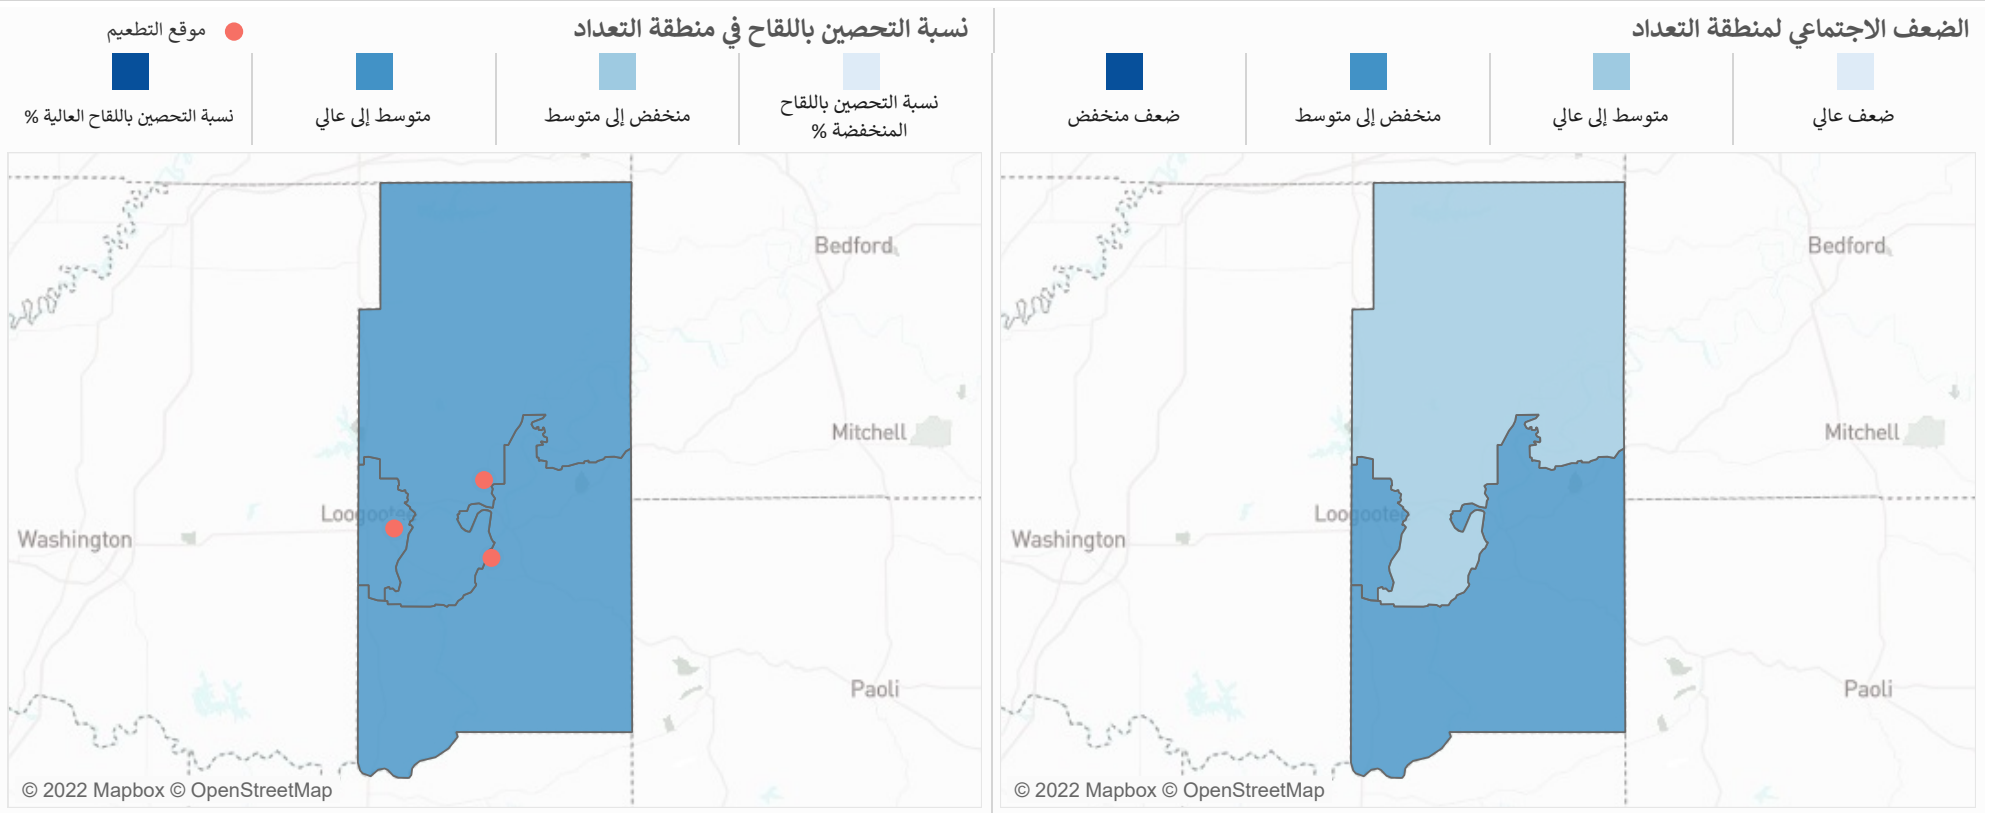 الضعف الاجتماعي لمنطقة التعداد
ضعف عالي
متوسط إلى عالي
منخفض إلى متوسط
ضعف منخفض
Bedford
Mitchell
Loogootee
Washington
Paoli
© 2022 Mapbox © OpenStreetMap
نسبة التحصين باللقاح في منطقة التعداد
موقع التطعيم
نسبة التحصين باللقاح
المنخفضة %
منخفض إلى متوسط
متوسط إلى عالي
نسبة التحصين باللقاح العالية %
Bedford
Mitchell
Loogootee
Washington
Paoli
© 2022 Mapbox © OpenStreetMap